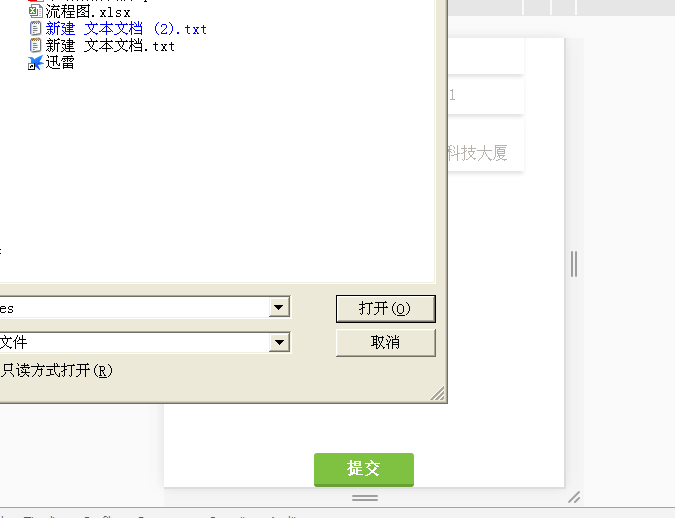 流程图.xlsx
新建 文本文档 (2).txt
新建 文本文档.txt
迅雷
1
科技大厦
es
打开(O)
文件
取消
只读方式打开(R)
提交